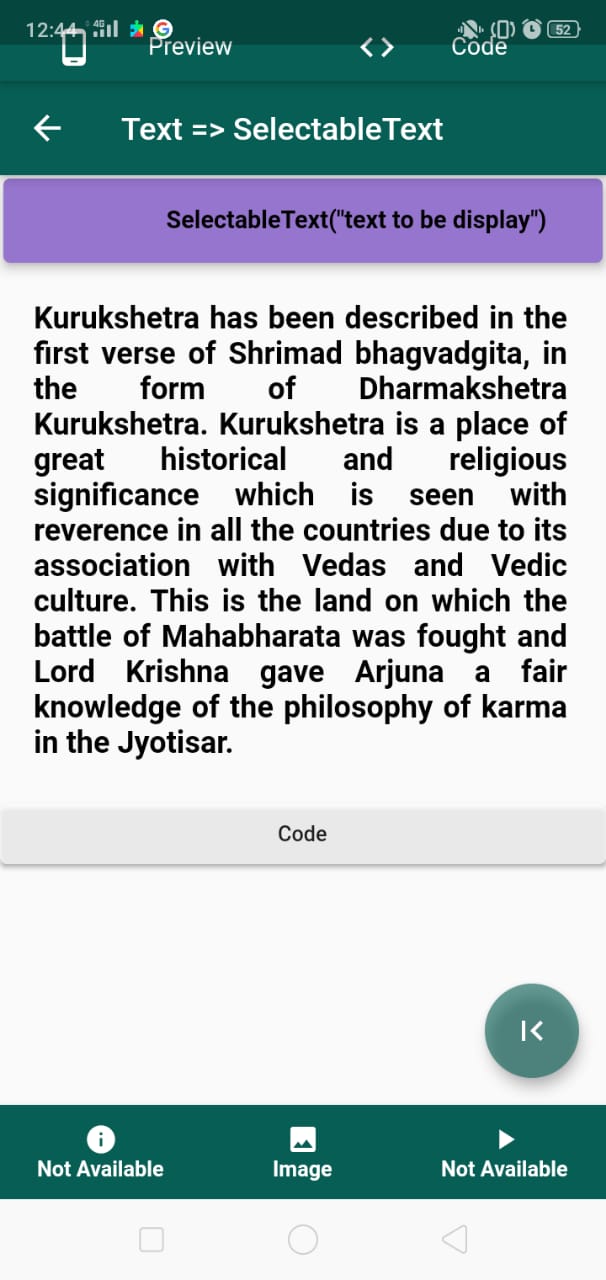 12:44 4G 52
Preview <> Code
Text => SelectableText
SelectableText("text to be display")
Kurukshetra has been described in the
first verse of Shrimad bhagvadgita, in
the form of Dharmakshetra
Kurukshetra. Kurukshetra is a place of
great historical and religious
significance which is seen with
reverence in all the countries due to its
association with Vedas and Vedic
culture. This is the land on which the
battle of Mahabharata was fought and
Lord Krishna gave Arjuna a fair
knowledge of the philosophy of karma
in the Jyotisar.
Code
Not Available Image Not Available